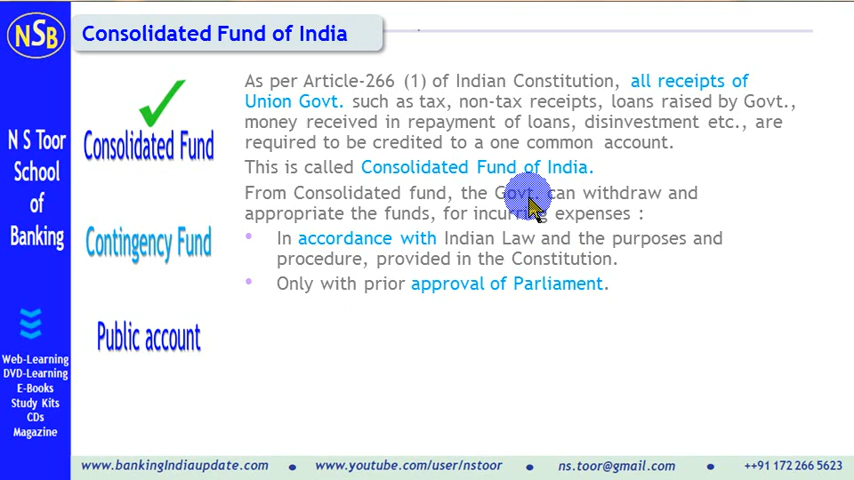 NSB
Consolidated Fund of India
N S Toor
School
of
Banking
Web-Learning
DVD-Learning
E-Books
Study Kits
CDs
Magazine
Consolidated Fund
Contingency Fund
Public account
As per Article-266 (1) of Indian Constitution, all receipts of
Union Govt. such as tax, non-tax receipts, loans raised by Govt.,
money received in repayment of loans, disinvestment etc., are
required to be credited to a one common account.
This is called Consolidated Fund of India.
From Consolidated fund, the Govt. can withdraw and
appropriate the funds, for incurring expenses :
• In accordance with Indian Law and the purposes and
procedure, provided in the Constitution.
• Only with prior approval of Parliament.
www.bankingIndiaupdate.com ● www.youtube.com/user/nstoor ● ns.toor@gmail.com ● ++91 172 266 5623